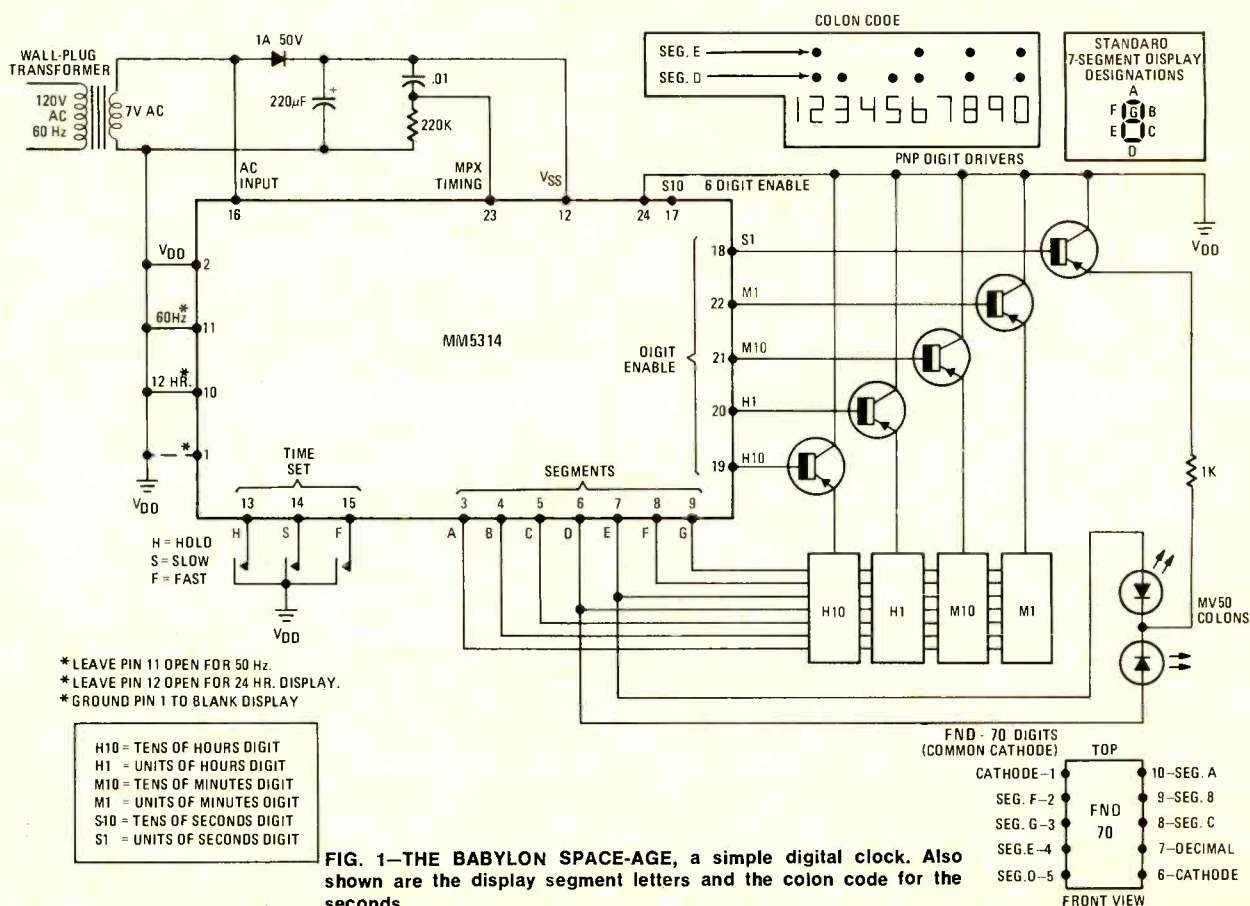 COLON CODE
SEG. E
SEG. D
1234567890
STANDARD
7-SEGMENT DISPLAY
DESIGNATIONS
A
F G B
E C
D
WALL-PLUG
TRANSFORMER
120V
AC
60 Hz
7V AC
1A 50V
220µF
+
.01
220K
AC
INPUT
MPX
TIMING
VSS
16
23
12
24
S10
17
6 DIGIT ENABLE
PNP DIGIT DRIVERS
VDD
VDD
2
60Hz*
11
12 HR.*
10
*
1
VDD
MM5314
DIGIT
ENABLE
18 S1
22 M1
21 M10
20 H1
19 H10
1K
TIME
SET
13 14 15
H S F
H = HOLD
S = SLOW
F = FAST
VDD
SEGMENTS
3 4 5 6 7 8 9
A B C D E F G
H10 H1 M10 M1
MV50
COLONS
*LEAVE PIN 11 OPEN FOR 50 Hz.
*LEAVE PIN 12 OPEN FOR 24 HR. DISPLAY.
*GROUND PIN 1 TO BLANK DISPLAY
H10 = TENS OF HOURS DIGIT
H1 = UNITS OF HOURS DIGIT
M10 = TENS OF MINUTES DIGIT
M1 = UNITS OF MINUTES DIGIT
S10 = TENS OF SECONDS DIGIT
S1 = UNITS OF SECONDS DIGIT
FND - 70 DIGITS
(COMMON CATHODE)
TOP
CATHODE-1
SEG. F-2
SEG. G-3
SEG.E-4
SEG.D-5
FND
70
10-SEG. A
9-SEG. B
8-SEG. C
7-DECIMAL
6-CATHODE
FRONT VIEW
FIG. 1—THE BABYLON SPACE-AGE, a simple digital clock. Also
shown are the display segment letters and the colon code for the
seconds.